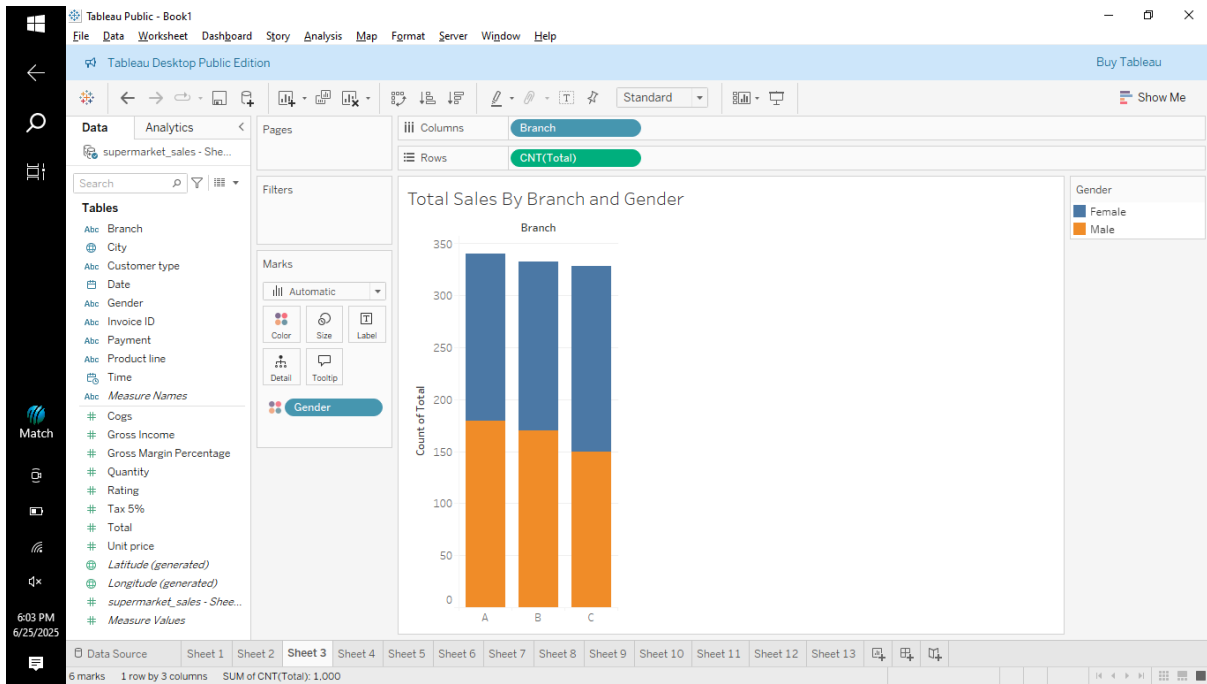 Tableau Public - Book1
File Data Worksheet Dashboard Story Analysis Map Format Server Window Help
Tableau Desktop Public Edition
Buy Tableau
Standard
Show Me
Data
Analytics
supermarket_sales - She...
Search
Tables
Abc Branch
City
Abc Customer type
Date
Abc Gender
Abc Invoice ID
Abc Payment
Abc Product line
Time
Abc Measure Names
# Cogs
# Gross Income
# Gross Margin Percentage
# Quantity
# Rating
# Tax 5%
# Total
# Unit price
Latitude (generated)
Longitude (generated)
# supermarket_sales - Shee...
# Measure Values
Pages
Filters
Marks
Automatic
Color Size Label
Detail Tooltip
Gender
Columns
Branch
Rows
CNT(Total)
Total Sales By Branch and Gender
Branch
350
300
250
200
150
100
50
0
Count of Total
A B C
Gender
Female
Male
Match
6:03 PM
6/25/2025
Data Source Sheet 1 Sheet 2 Sheet 3 Sheet 4 Sheet 5 Sheet 6 Sheet 7 Sheet 8 Sheet 9 Sheet 10 Sheet 11 Sheet 12 Sheet 13
6 marks 1 row by 3 columns SUM of CNT(Total): 1,000